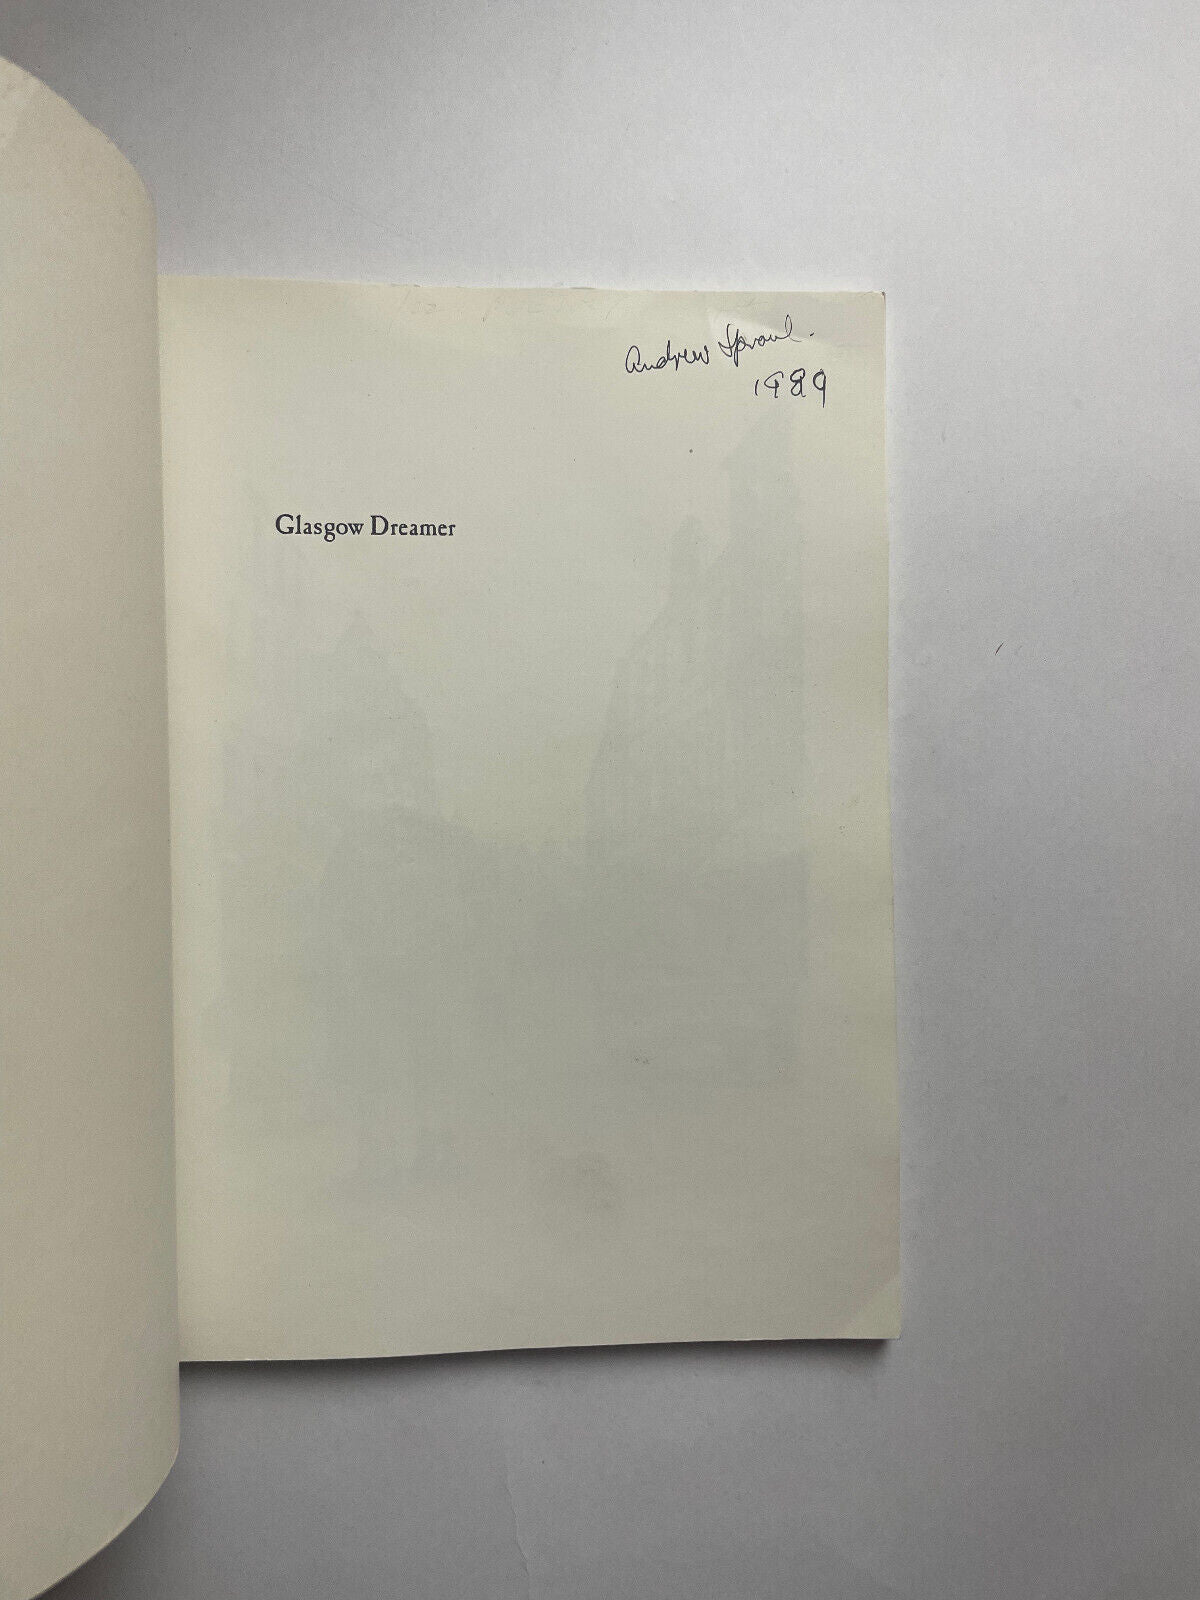 Andrew Sproul.
1989
Glasgow Dreamer